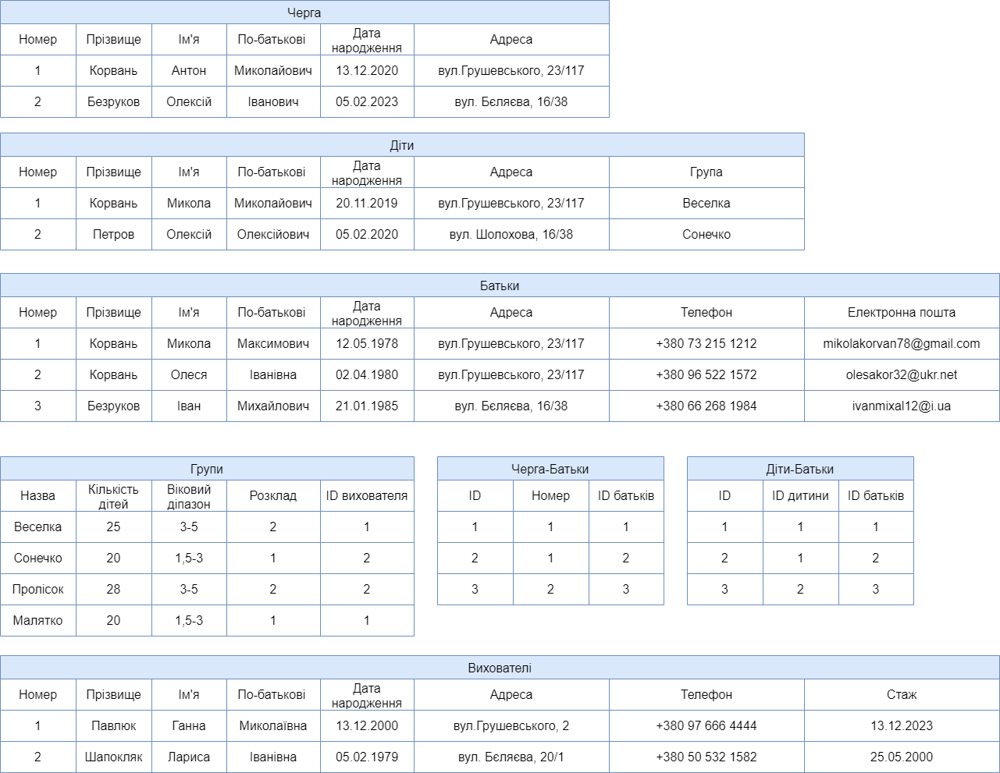 Черга
Номер Прізвище Ім'я По-батькові Дата народження Адреса
1 Корвань Антон Миколайович 13.12.2020 вул.Грушевського, 23/117
2 Безруков Олексій Іванович 05.02.2023 вул. Бєляєва, 16/38
Діти
Номер Прізвище Ім'я По-батькові Дата народження Адреса Група
1 Корвань Микола Миколайович 20.11.2019 вул.Грушевського, 23/117 Веселка
2 Петров Олексій Олексійович 05.02.2020 вул. Шолохова, 16/38 Сонечко
Батьки
Номер Прізвище Ім'я По-батькові Дата народження Адреса Телефон Електронна пошта
1 Корвань Микола Максимович 12.05.1978 вул.Грушевського, 23/117 +380 73 215 1212 mikolakorvan78@gmail.com
2 Корвань Олеся Іванівна 02.04.1980 вул.Грушевського, 23/117 +380 96 522 1572 olesakor32@ukr.net
3 Безруков Іван Михайлович 21.01.1985 вул. Бєляєва, 16/38 +380 66 268 1984 ivanmixal12@i.ua
Групи
Назва Кількість дітей Віковий діпазон Розклад ID вихователя
Веселка 25 3-5 2 1
Сонечко 20 1,5-3 1 2
Пролісок 28 3-5 2 2
Малятко 20 1,5-3 1 1
Черга-Батьки
ID Номер ID батьків
1 1 1
2 1 2
3 2 3
Діти-Батьки
ID ID дитини ID батьків
1 1 1
2 1 2
3 2 3
Вихователі
Номер Прізвище Ім'я По-батькові Дата народження Адреса Телефон Стаж
1 Павлюк Ганна Миколаївна 13.12.2000 вул.Грушевського, 2 +380 97 666 4444 13.12.2023
2 Шапокляк Лариса Іванівна 05.02.1979 вул. Бєляєва, 20/1 +380 50 532 1582 25.05.2000